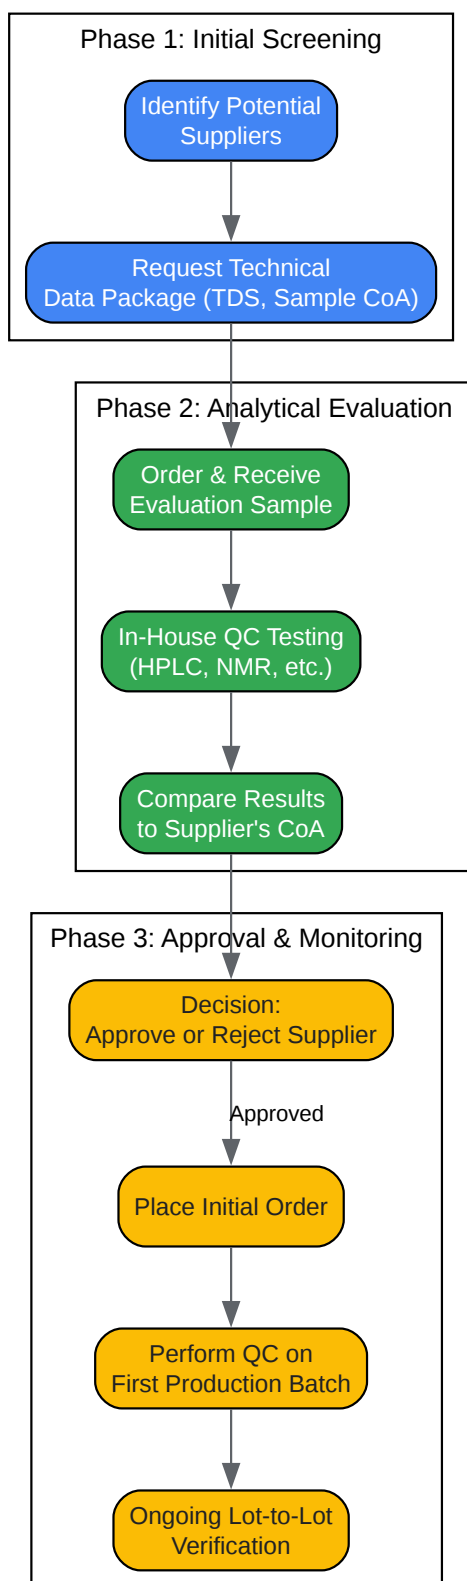 Phase 1: Initial Screening
Identify Potential
Suppliers
Request Technical
Data Package (TDS, Sample CoA)
Phase 2: Analytical Evaluation
Order & Receive
Evaluation Sample
In-House QC Testing
(HPLC, NMR, etc.)
Compare Results
to Supplier's CoA
Phase 3: Approval & Monitoring
Decision:
Approve or Reject Supplier
Approved
Place Initial Order
Perform QC on
First Production Batch
Ongoing Lot-to-Lot
Verification